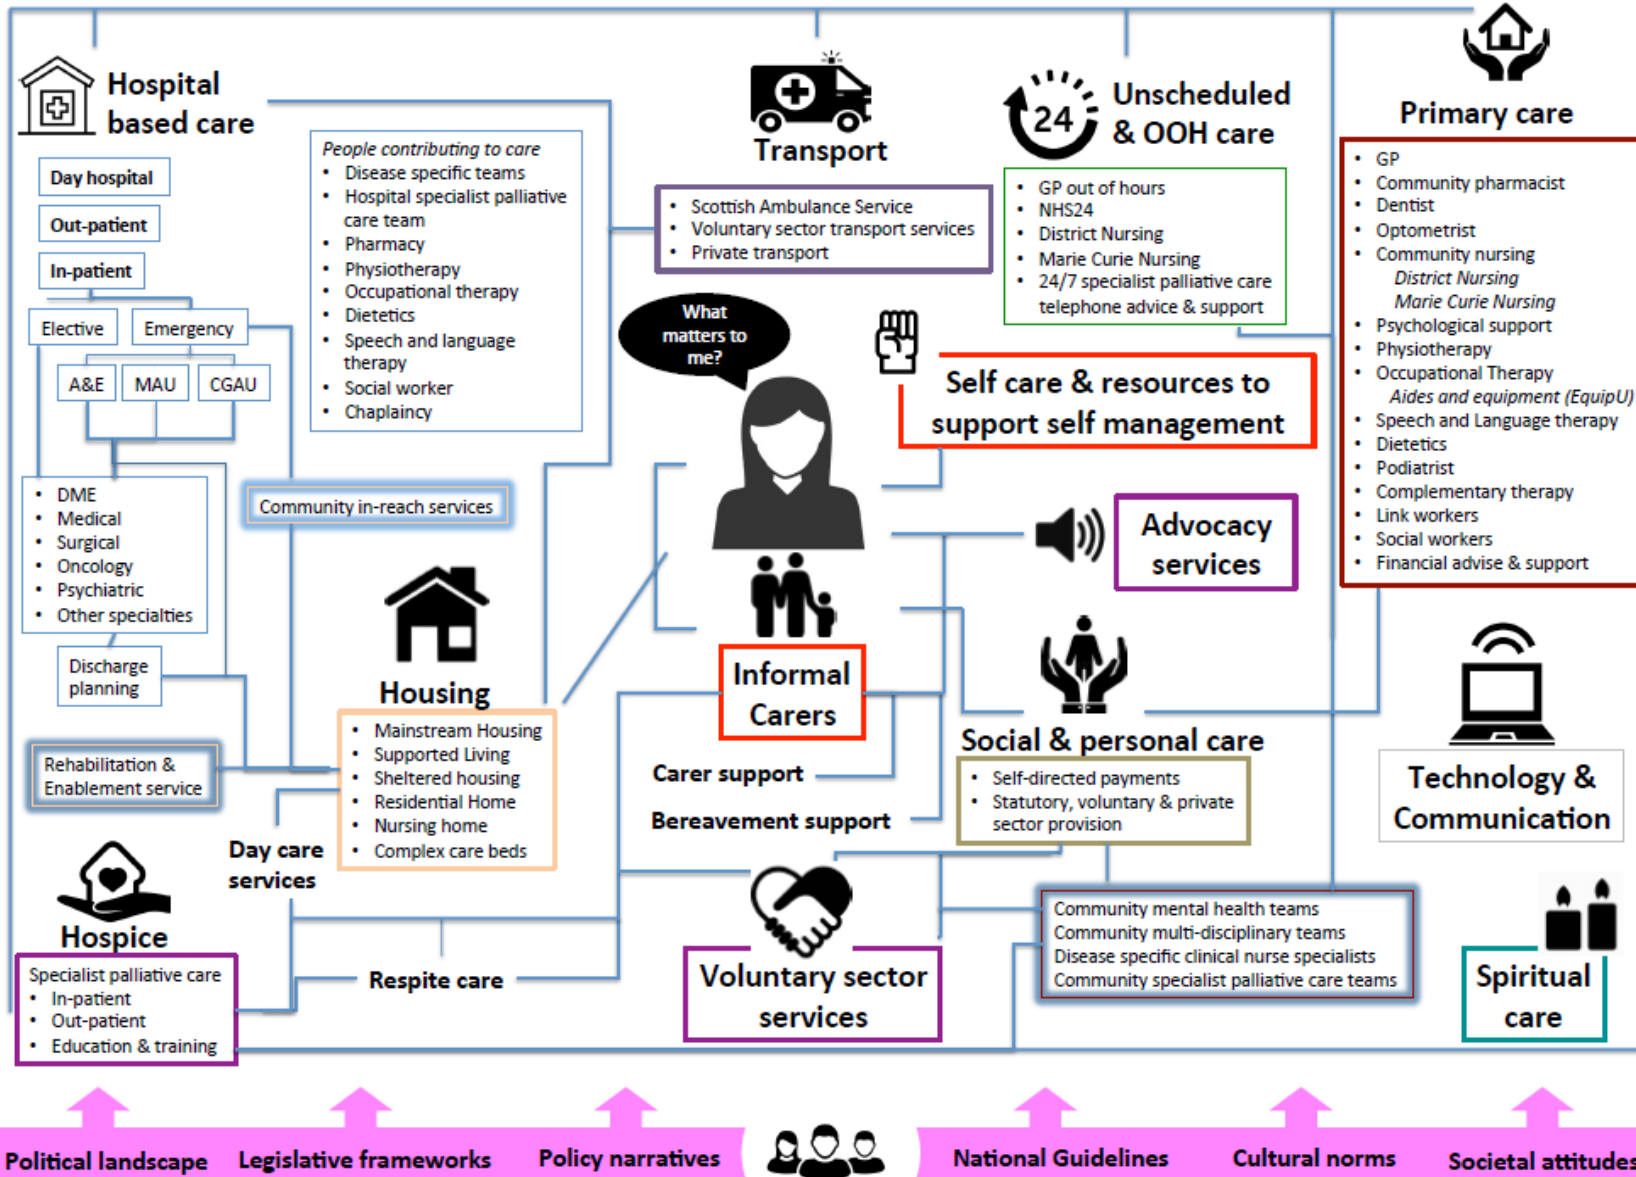 Hospital
based care
Day hospital
Out-patient
In-patient
Elective
Emergency
A&E
MAU
CGAU
• DME
• Medical
• Surgical
• Oncology
• Psychiatric
• Other specialties
Discharge
planning
Rehabilitation &
Enablement service
People contributing to care
• Disease specific teams
• Hospital specialist palliative
care team
• Pharmacy
• Physiotherapy
• Occupational therapy
• Dietetics
• Speech and language
therapy
• Social worker
• Chaplaincy
Community in-reach services
Transport
• Scottish Ambulance Service
• Voluntary sector transport services
• Private transport
24
Unscheduled
& OOH care
• GP out of hours
• NHS24
• District Nursing
• Marie Curie Nursing
• 24/7 specialist palliative care
telephone advice & support
Primary care
• GP
• Community pharmacist
• Dentist
• Optometrist
• Community nursing
District Nursing
Marie Curie Nursing
• Psychological support
• Physiotherapy
• Occupational Therapy
Aides and equipment (EquipU)
• Speech and Language therapy
• Dietetics
• Podiatrist
• Complementary therapy
• Link workers
• Social workers
• Financial advise & support
What
matters to
me?
Self care & resources to
support self management
Advocacy
services
Housing
• Mainstream Housing
• Supported Living
• Sheltered housing
• Residential Home
• Nursing home
• Complex care beds
Informal
Carers
Carer support
Bereavement support
Social & personal care
• Self-directed payments
• Statutory, voluntary & private
sector provision
Technology &
Communication
Day care
services
Hospice
Specialist palliative care
• In-patient
• Out-patient
• Education & training
Respite care
Voluntary sector
services
Community mental health teams
Community multi-disciplinary teams
Disease specific clinical nurse specialists
Community specialist palliative care teams
Spiritual
care
Political landscape
Legislative frameworks
Policy narratives
National Guidelines
Cultural norms
Societal attitudes